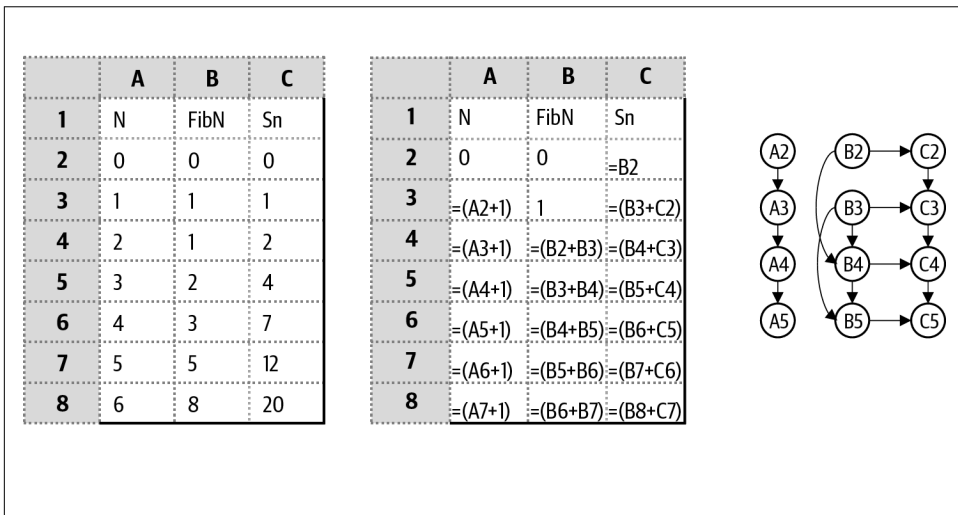 A B C
1 N FibN Sn
2 0 0 0
3 1 1 1
4 2 1 2
5 3 2 4
6 4 3 7
7 5 5 12
8 6 8 20
A B C
1 N FibN Sn
2 0 0 =B2
3 =(A2+1) 1 =(B3+C2)
4 =(A3+1) =(B2+B3) =(B4+C3)
5 =(A4+1) =(B3+B4) =(B5+C4)
6 =(A5+1) =(B4+B5) =(B6+C5)
7 =(A6+1) =(B5+B6) =(B7+C6)
8 =(A7+1) =(B6+B7) =(B8+C7)
A2 B2 C2
A3 B3 C3
A4 B4 C4
A5 B5 C5